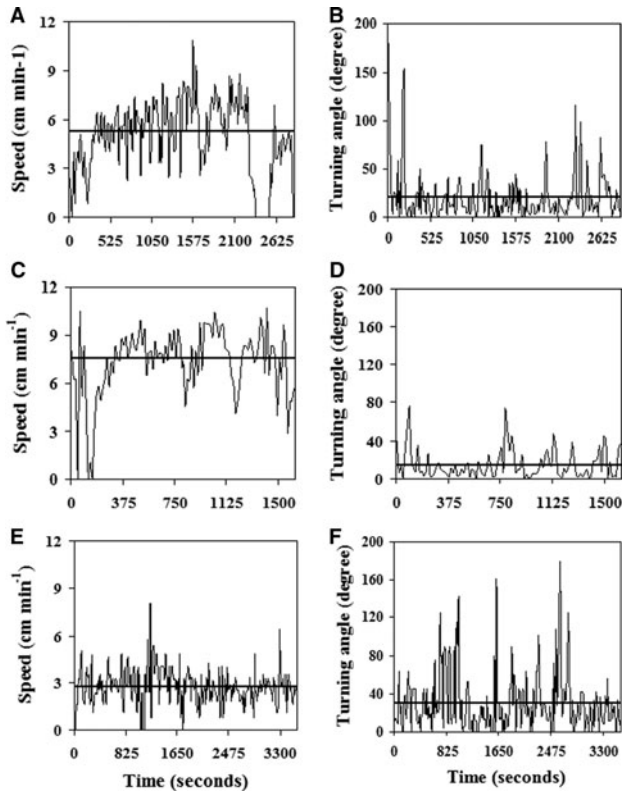 A
Speed (cm min-1)
12
9
6
3
0
0 525 1050 1575 2100 2625
B
Turning angle (degree)
200
150
100
50
0
0 525 1050 1575 2100 2625
C
Speed (cm min⁻¹)
12
9
6
3
0
0 375 750 1125 1500
D
Turning angle (degree)
200
160
120
80
40
0
0 375 750 1125 1500
E
Speed (cm min⁻¹)
12
9
6
3
0
0 825 1650 2475 3300
Time (seconds)
F
Turning angle (degree)
200
160
120
80
40
0
0 825 1650 2475 3300
Time (seconds)